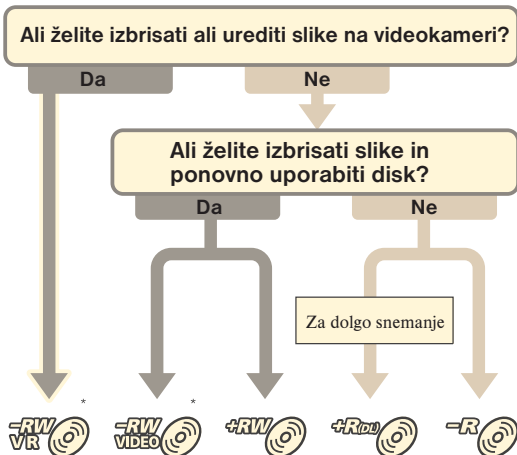 Ali želite izbrisati ali urediti slike na videokameri?
Da
Ne
Ali želite izbrisati slike in
ponovno uporabiti disk?
Da
Ne
Za dolgo snemanje
* *
-RW -RW +RW +R(DL) -R
VR VIDEO